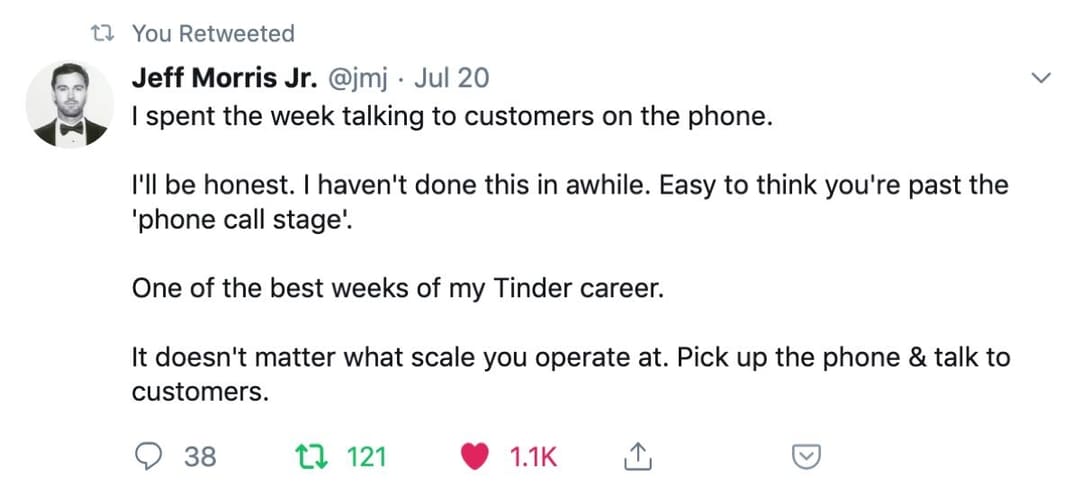 You Retweeted
Jeff Morris Jr. @jmj · Jul 20
I spent the week talking to customers on the phone.
I'll be honest. I haven't done this in awhile. Easy to think you're past the
'phone call stage'.
One of the best weeks of my Tinder career.
It doesn't matter what scale you operate at. Pick up the phone & talk to
customers.
38 121 1.1K